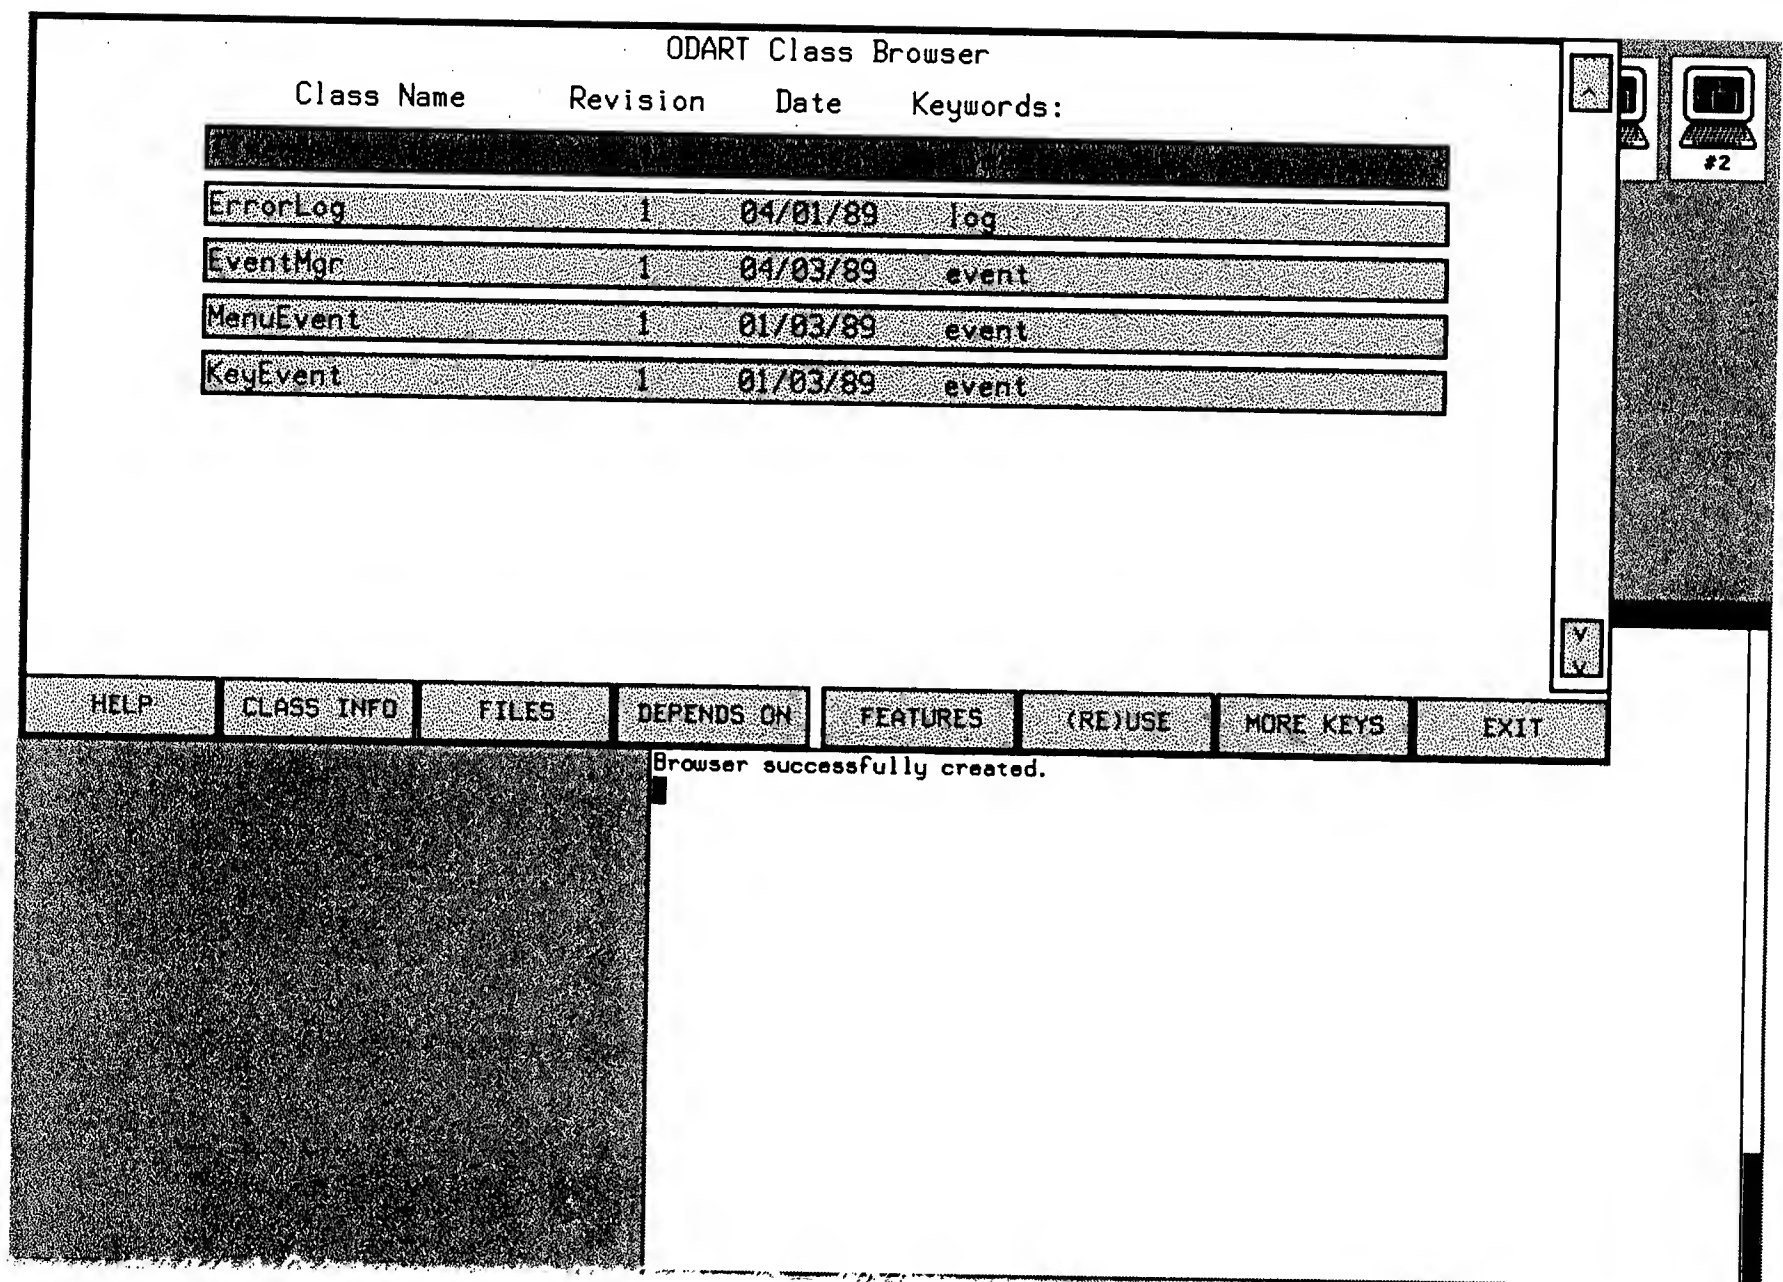 ODART Class Browser
Class Name Revision Date Keywords:
ErrorLog 1 04/01/89 log
EventMgr 1 04/03/89 event
MenuEvent 1 01/03/89 event
KeyEvent 1 01/03/89 event
HELP CLASS INFO FILES DEPENDS ON FEATURES (RE)USE MORE KEYS EXIT
Browser successfully created.
#2